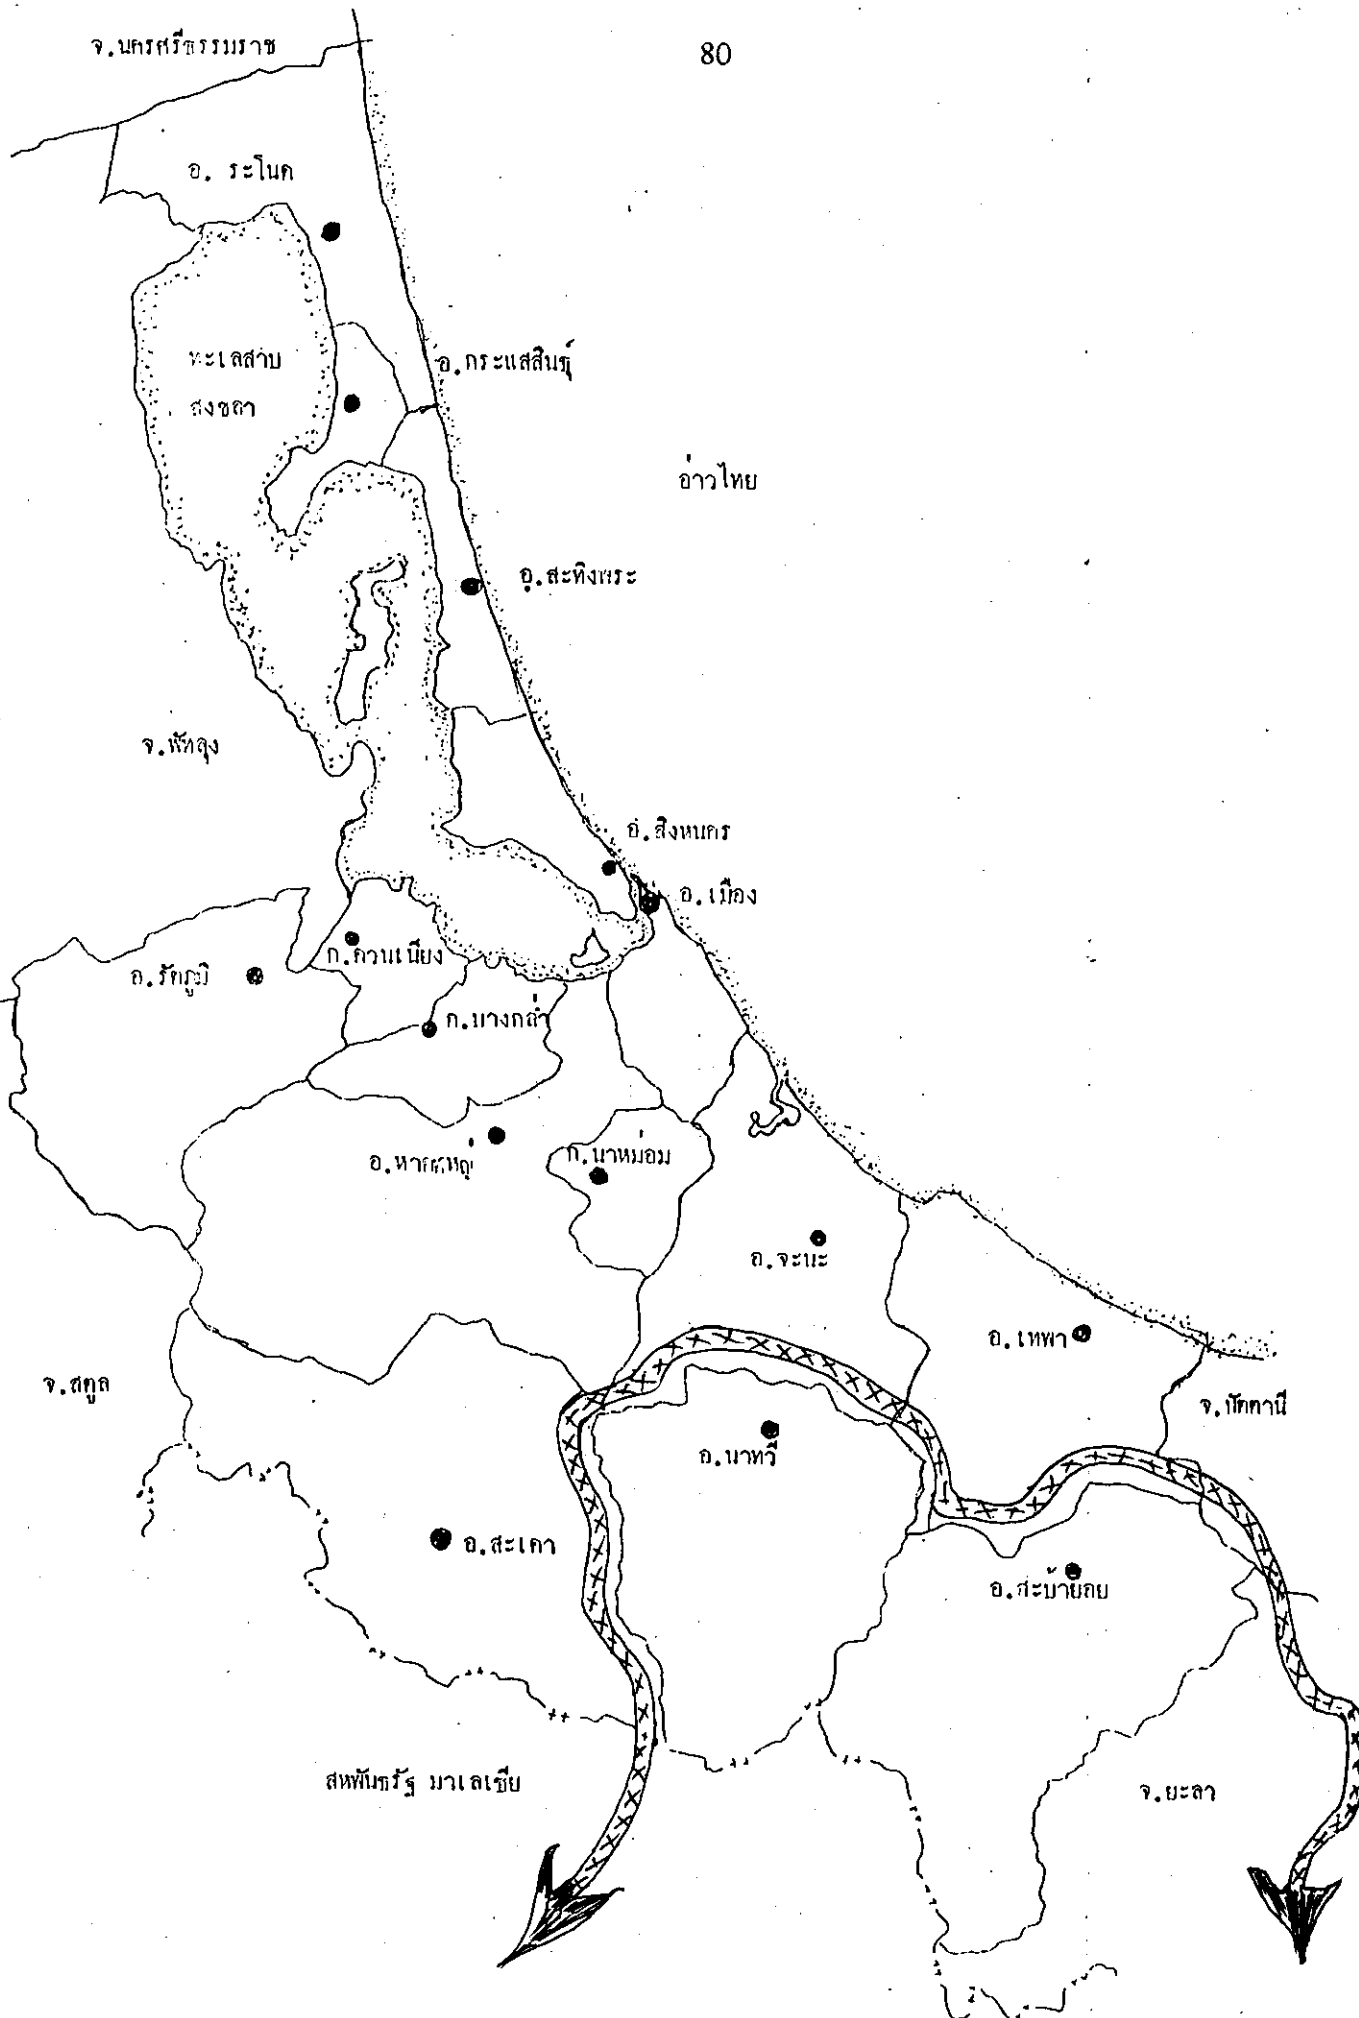 80
จ.นครศรีธรรมราช
อ. ระโนด
ทะเลสาบ
สงขลา
อ.กระแสสินธุ์
อ่าวไทย
อ.สะทิงพระ
จ.พัทลุง
อ.สิงหนคร
อ.เมือง
ก.ควนเนียง
อ.รัตภูมิ
ก.บางกล่ำ
อ.หาดใหญ่
ก.นาหม่อม
อ.จะนะ
อ.เทพา
จ.สตูล
จ.ปัตตานี
อ.นาทวี
อ.สะเดา
อ.สะบ้าย้อย
สหพันธรัฐ มาเลเซีย
จ.ยะลา